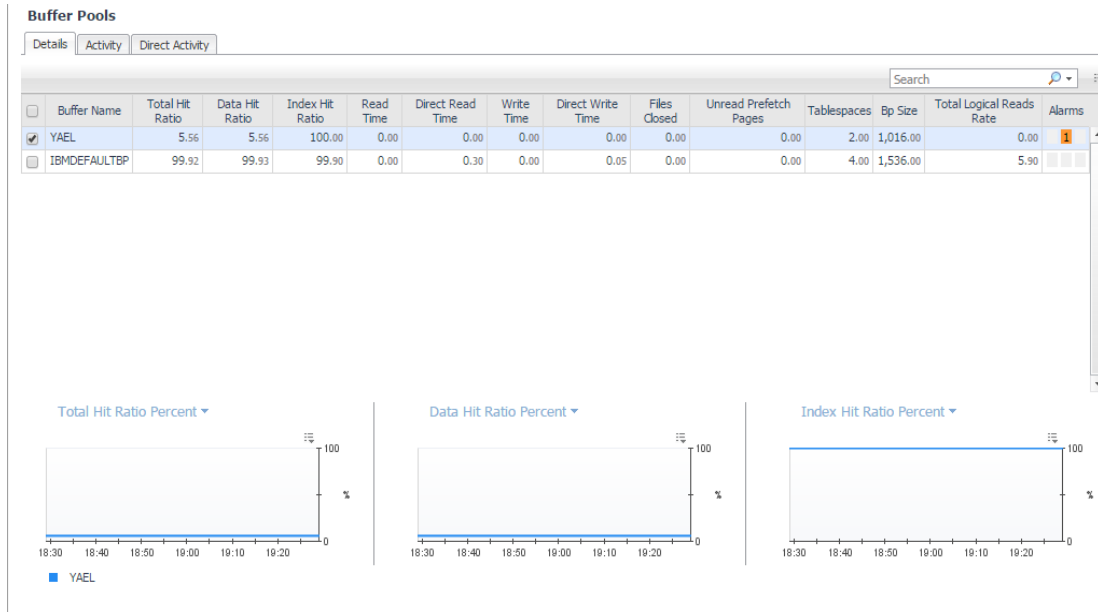 Buffer Pools
Details Activity Direct Activity
Search
Buffer Name Total Hit Ratio Data Hit Ratio Index Hit Ratio Read Time Direct Read Time Write Time Direct Write Time Files Closed Unread Prefetch Pages Tablespaces Bp Size Total Logical Reads Rate Alarms
YAEL 5.56 5.56 100.00 0.00 0.00 0.00 0.00 0.00 0.00 2.00 1,016.00 0.00 1
IBMDEFAULTBP 99.92 99.93 99.90 0.00 0.30 0.00 0.05 0.00 0.00 4.00 1,536.00 5.90
Total Hit Ratio Percent Data Hit Ratio Percent Index Hit Ratio Percent
100 100 100
% % %
0 0 0
18:30 18:40 18:50 19:00 19:10 19:20 18:30 18:40 18:50 19:00 19:10 19:20 18:30 18:40 18:50 19:00 19:10 19:20
YAEL